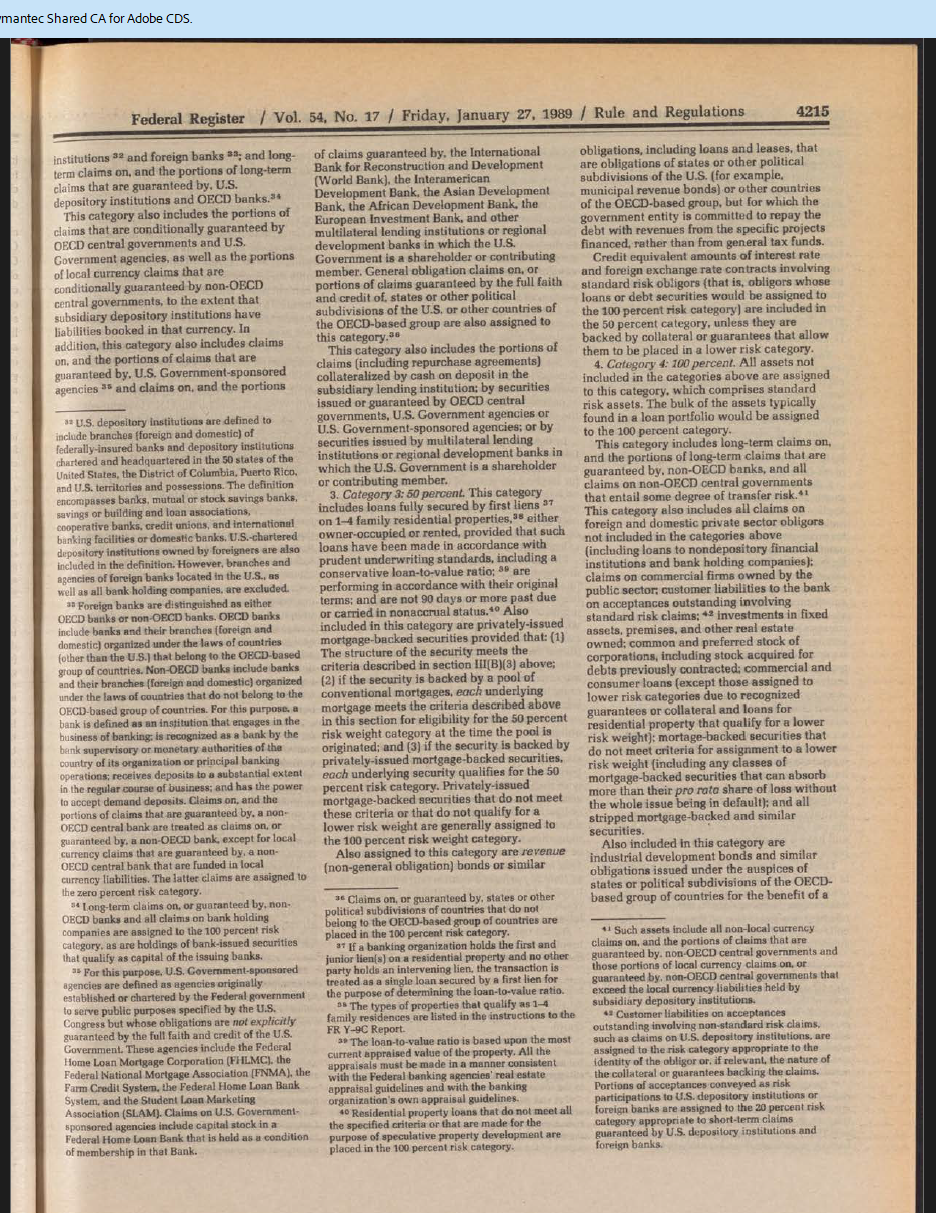 mantec Shared CA for Adobe CDS.
Federal Register / Vol. 54, No. 17 / Friday, January 27, 1989 / Rule and Regulations 4215
institutions ³² and foreign banks ³³; and long-
term claims on, and the portions of long-term
claims that are guaranteed by, U.S.
depository institutions and OECD banks.³⁴
This category also includes the portions of
claims that are conditionally guaranteed by
OECD central governments and U.S.
Government agencies, as well as the portions
of local currency claims that are
conditionally guaranteed by non-OECD
central governments, to the extent that
subsidiary depository institutions have
liabilities booked in that currency. In
addition, this category also includes claims
on, and the portions of claims that are
guaranteed by, U.S. Government-sponsored
agencies ³⁵ and claims on, and the portions
³² U.S. depository institutions are defined to
include branches (foreign and domestic) of
federally-insured banks and depository institutions
chartered and headquartered in the 50 states of the
United States, the District of Columbia, Puerto Rico,
and U.S. territories and possessions. The definition
encompasses banks, mutual or stock savings banks,
savings or building and loan associations,
cooperative banks, credit unions, and international
banking facilities or domestic banks. U.S.-chartered
depository institutions owned by foreigners are also
included in the definition. However, branches and
agencies of foreign banks located in the U.S., as
well as all bank holding companies, are excluded.
³³ Foreign banks are distinguished as either
OECD banks or non-OECD banks. OECD banks
include banks and their branches (foreign and
domestic) organized under the laws of countries
(other than the U.S.) that belong to the OECD-based
group of countries. Non-OECD banks include banks
and their branches (foreign and domestic) organized
under the laws of countries that do not belong to the
OECD-based group of countries. For this purpose, a
bank is defined as an institution that engages in the
business of banking; is recognized as a bank by the
bank supervisory or monetary authorities of the
country of its organization or principal banking
operations; receives deposits to a substantial extent
in the regular course of business; and has the power
to accept demand deposits. Claims on, and the
portions of claims that are guaranteed by, a non-
OECD central bank are treated as claims on, or
guaranteed by, a non-OECD bank, except for local
currency claims that are guaranteed by, a non-
OECD central bank that are funded in local
currency liabilities. The latter claims are assigned to
the zero percent risk category.
³⁴ Long-term claims on, or guaranteed by, non-
OECD banks and all claims on bank holding
companies are assigned to the 100 percent risk
category, as are holdings of bank-issued securities
that qualify as capital of the issuing banks.
³⁵ For this purpose, U.S. Government-sponsored
agencies are defined as agencies originally
established or chartered by the Federal government
to serve public purposes specified by the U.S.
Congress but whose obligations are not explicitly
guaranteed by the full faith and credit of the U.S.
Government. These agencies include the Federal
Home Loan Mortgage Corporation (FHLMC), the
Federal National Mortgage Association (FNMA), the
Farm Credit System, the Federal Home Loan Bank
System, and the Student Loan Marketing
Association (SLAM). Claims on U.S. Government-
sponsored agencies include capital stock in a
Federal Home Loan Bank that is held as a condition
of membership in that Bank.
of claims guaranteed by, the International
Bank for Reconstruction and Development
(World Bank), the Interamerican
Development Bank, the Asian Development
Bank, the African Development Bank, the
European Investment Bank, and other
multilateral lending institutions or regional
development banks in which the U.S.
Government is a shareholder or contributing
member. General obligation claims on, or
portions of claims guaranteed by the full faith
and credit of, states or other political
subdivisions of the U.S. or other countries of
the OECD-based group are also assigned to
this category.³⁶
This category also includes the portions of
claims (including repurchase agreements)
collateralized by cash on deposit in the
subsidiary lending institution; by securities
issued or guaranteed by OECD central
governments, U.S. Government agencies or
U.S. Government-sponsored agencies; or by
securities issued by multilateral lending
institutions or regional development banks in
which the U.S. Government is a shareholder
or contributing member.
3. Category 3: 50 percent. This category
includes loans fully secured by first liens ³⁷
on 1–4 family residential properties,³⁸ either
owner-occupied or rented, provided that such
loans have been made in accordance with
prudent underwriting standards, including a
conservative loan-to-value ratio; ³⁹ are
performing in accordance with their original
terms; and are not 90 days or more past due
or carried in nonaccrual status.⁴⁰ Also
included in this category are privately-issued
mortgage-backed securities provided that: (1)
The structure of the security meets the
criteria described in section III(B)(3) above;
(2) if the security is backed by a pool of
conventional mortgages, each underlying
mortgage meets the criteria described above
in this section for eligibility for the 50 percent
risk weight category at the time the pool is
originated; and (3) if the security is backed by
privately-issued mortgage-backed securities,
each underlying security qualifies for the 50
percent risk category. Privately-issued
mortgage-backed securities that do not meet
these criteria or that do not qualify for a
lower risk weight are generally assigned to
the 100 percent risk weight category.
Also assigned to this category are revenue
(non-general obligation) bonds or similar
³⁶ Claims on, or guaranteed by, states or other
political subdivisions of countries that do not
belong to the OECD-based group of countries are
placed in the 100 percent risk category.
³⁷ If a banking organization holds the first and
junior lien(s) on a residential property and no other
party holds an intervening lien, the transaction is
treated as a single loan secured by a first lien for
the purpose of determining the loan-to-value ratio.
³⁸ The types of properties that qualify as 1–4
family residences are listed in the instructions to the
FR Y–9C Report.
³⁹ The loan-to-value ratio is based upon the most
current appraised value of the property. All the
appraisals must be made in a manner consistent
with the Federal banking agencies' real estate
appraisal guidelines and with the banking
organization's own appraisal guidelines.
⁴⁰ Residential property loans that do not meet all
the specified criteria or that are made for the
purpose of speculative property development are
placed in the 100 percent risk category.
obligations, including loans and leases, that
are obligations of states or other political
subdivisions of the U.S. (for example,
municipal revenue bonds) or other countries
of the OECD-based group, but for which the
government entity is committed to repay the
debt with revenues from the specific projects
financed, rather than from general tax funds.
Credit equivalent amounts of interest rate
and foreign exchange rate contracts involving
standard risk obligors (that is, obligors whose
loans or debt securities would be assigned to
the 100 percent risk category) are included in
the 50 percent category, unless they are
backed by collateral or guarantees that allow
them to be placed in a lower risk category.
4. Category 4: 100 percent. All assets not
included in the categories above are assigned
to this category, which comprises standard
risk assets. The bulk of the assets typically
found in a loan portfolio would be assigned
to the 100 percent category.
This category includes long-term claims on,
and the portions of long-term claims that are
guaranteed by, non-OECD banks, and all
claims on non-OECD central governments
that entail some degree of transfer risk.⁴¹
This category also includes all claims on
foreign and domestic private sector obligors
not included in the categories above
(including loans to nondepository financial
institutions and bank holding companies);
claims on commercial firms owned by the
public sector; customer liabilities to the bank
on acceptances outstanding involving
standard risk claims; ⁴² investments in fixed
assets, premises, and other real estate
owned; common and preferred stock of
corporations, including stock acquired for
debts previously contracted; commercial and
consumer loans (except those assigned to
lower risk categories due to recognized
guarantees or collateral and loans for
residential property that qualify for a lower
risk weight); mortage-backed securities that
do not meet criteria for assignment to a lower
risk weight (including any classes of
mortgage-backed securities that can absorb
more than their pro rata share of loss without
the whole issue being in default); and all
stripped mortgage-backed and similar
securities.
Also included in this category are
industrial development bonds and similar
obligations issued under the auspices of
states or political subdivisions of the OECD-
based group of countries for the benefit of a
⁴¹ Such assets include all non-local currency
claims on, and the portions of claims that are
guaranteed by, non-OECD central governments and
those portions of local currency claims on, or
guaranteed by, non-OECD central governments that
exceed the local currency liabilities held by
subsidiary depository institutions.
⁴² Customer liabilities on acceptances
outstanding involving non-standard risk claims,
such as claims on U.S. depository institutions, are
assigned to the risk category appropriate to the
identity of the obligor or, if relevant, the nature of
the collateral or guarantees backing the claims.
Portions of acceptances conveyed as risk
participations to U.S. depository institutions or
foreign banks are assigned to the 20 percent risk
category appropriate to short-term claims
guaranteed by U.S. depository institutions and
foreign banks.